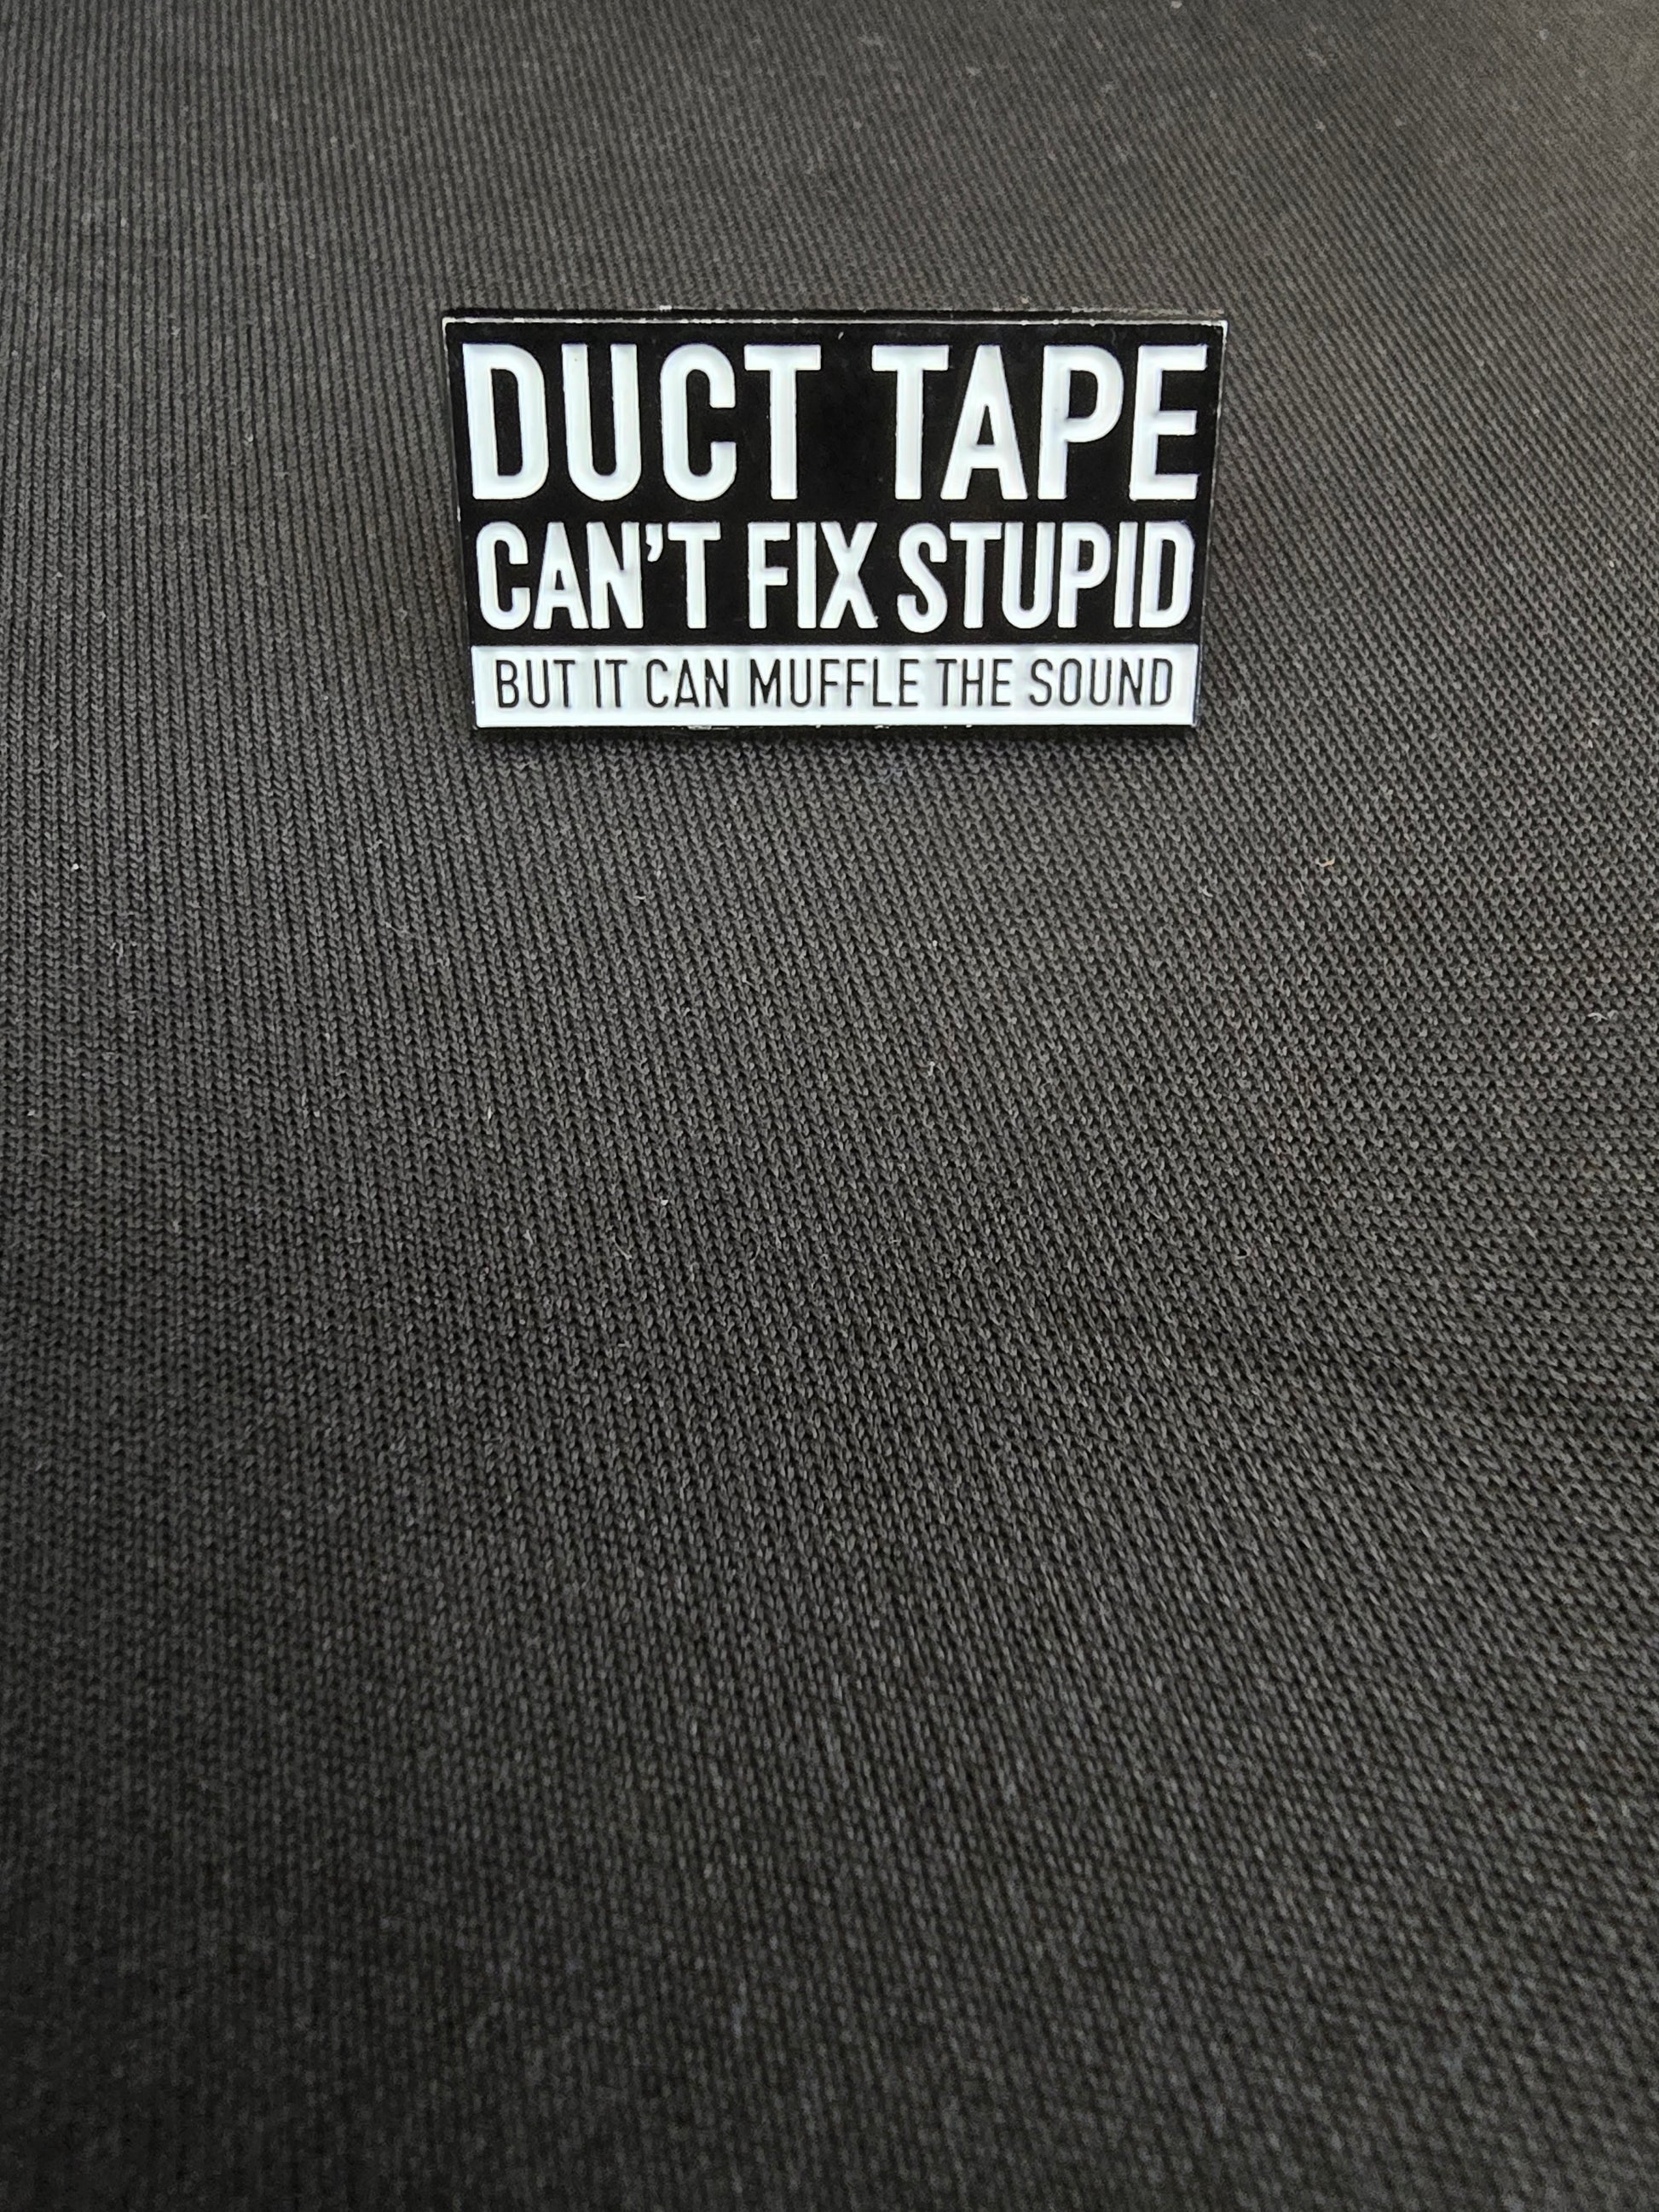 DUCT TAPE
CAN'T FIX STUPID
BUT IT CAN MUFFLE THE SOUND